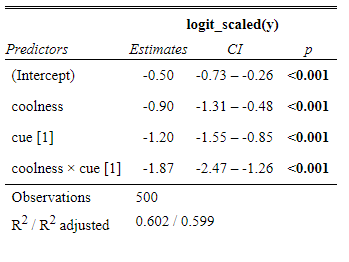 logit_scaled(y)
Predictors Estimates CI p
(Intercept) -0.50 -0.73 – -0.26 <0.001
coolness -0.90 -1.31 – -0.48 <0.001
cue [1] -1.20 -1.55 – -0.85 <0.001
coolness × cue [1] -1.87 -2.47 – -1.26 <0.001
Observations 500
R² / R² adjusted 0.602 / 0.599